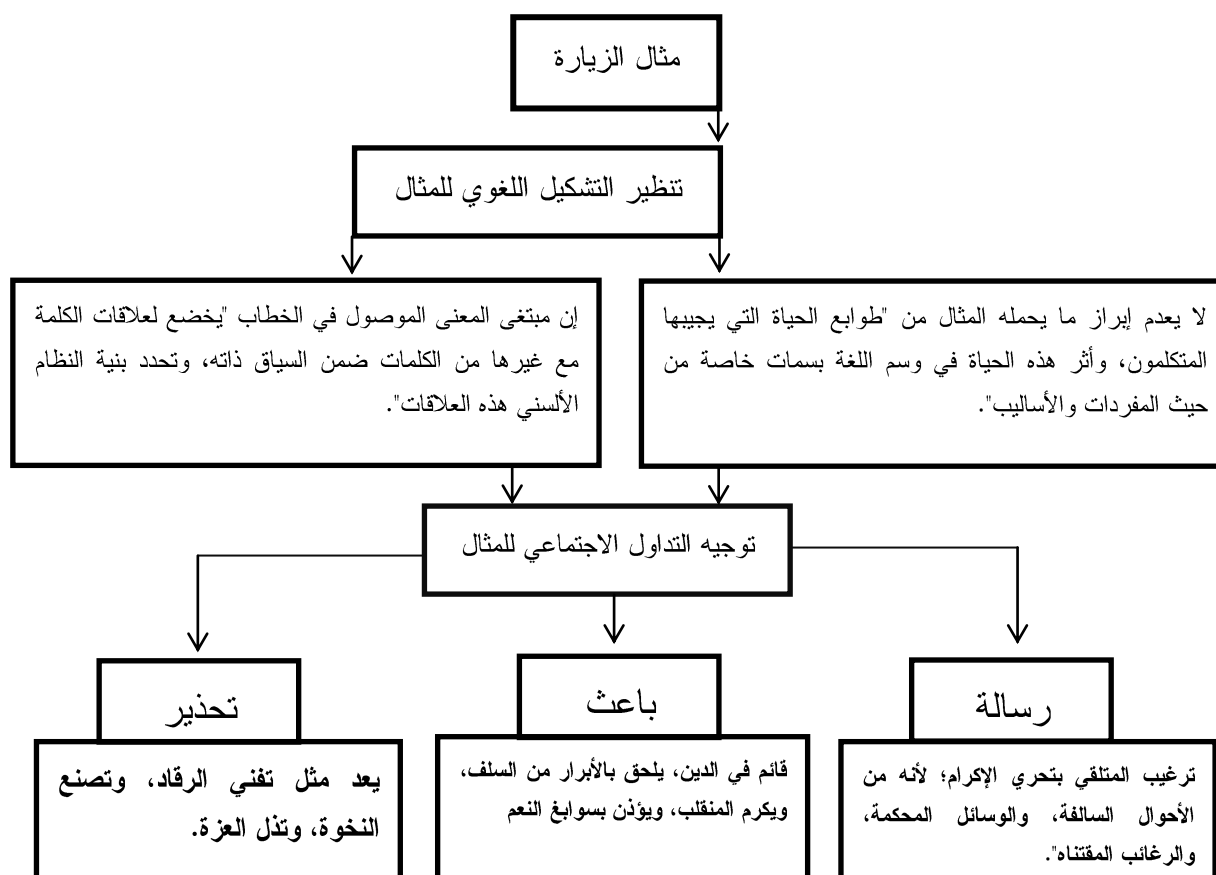 مثال الزيارة
تنظير التشكيل اللغوي للمثال
لا يعدم إبراز ما يحمله المثال من "طوابع الحياة التي يجيبها
المتكلمون، وأثر هذه الحياة في وسم اللغة بسمات خاصة من
حيث المفردات والأساليب".
إن مبتغى المعنى الموصول في الخطاب "يخضع لعلاقات الكلمة
مع غيرها من الكلمات ضمن السياق ذاته، وتحدد بنية النظام
الألسني هذه العلاقات".
توجيه التداول الاجتماعي للمثال
رسالة
ترغيب المتلقي بتحري الإكرام؛ لأنه من
الأحوال السالفة، والوسائل المحكمة،
والرغائب المقتناه".
باعث
قائم في الدين، يلحق بالأبرار من السلف،
ويكرم المنقلب، ويؤذن بسوابغ النعم
تحذير
يعد مثل تفني الرقاد، وتصنع
النخوة، وتذل العزة.